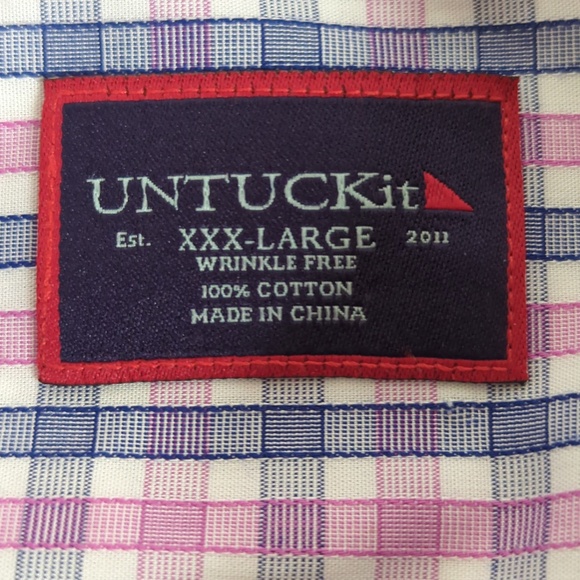 UNTUCKit
Est. XXX-LARGE 2011
WRINKLE FREE
100% COTTON
MADE IN CHINA